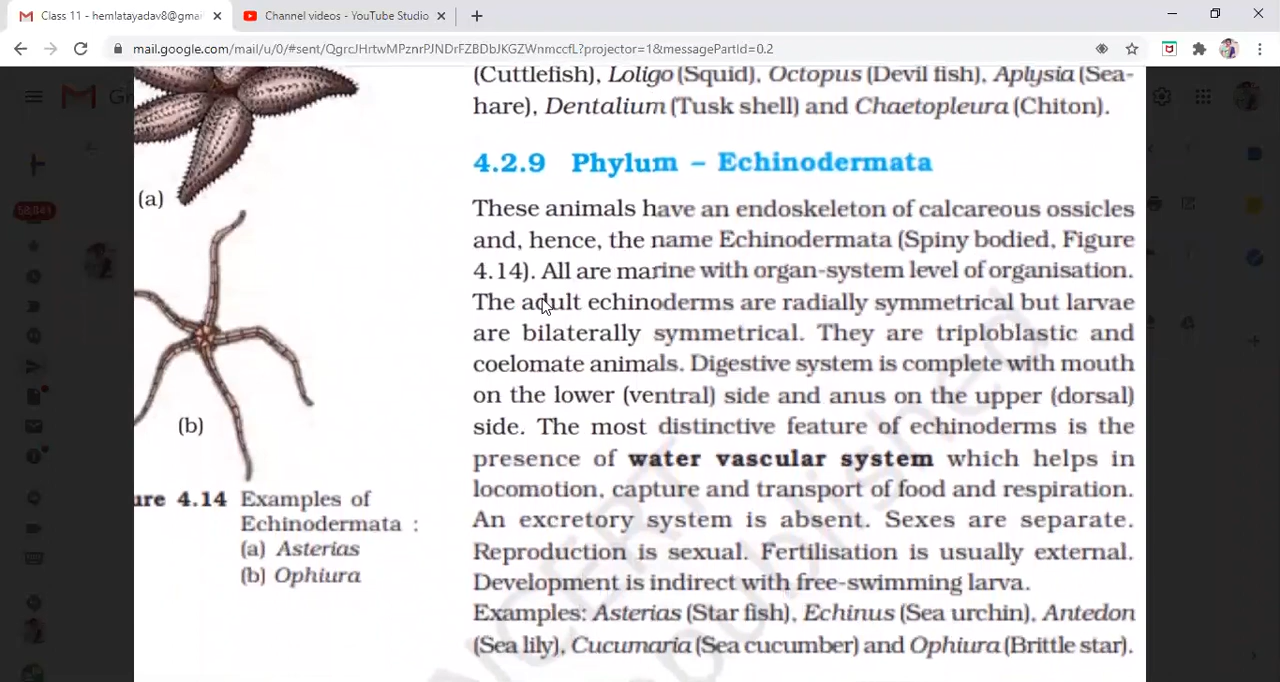 Class 11 - hemlatayadav8@gmai
Channel videos - YouTube Studio
mail.google.com/mail/u/0/#sent/QgrcJHrtwMPznrPJNDrFZBDbJKGZWnmccfL?projector=1&messagePartId=0.2
(Cuttlefish), Loligo (Squid), Octopus (Devil fish), Aplysia (Sea-
hare), Dentalium (Tusk shell) and Chaetopleura (Chiton).
4.2.9 Phylum – Echinodermata
These animals have an endoskeleton of calcareous ossicles
and, hence, the name Echinodermata (Spiny bodied, Figure
4.14). All are marine with organ-system level of organisation.
The adult echinoderms are radially symmetrical but larvae
are bilaterally symmetrical. They are triploblastic and
coelomate animals. Digestive system is complete with mouth
on the lower (ventral) side and anus on the upper (dorsal)
side. The most distinctive feature of echinoderms is the
presence of water vascular system which helps in
locomotion, capture and transport of food and respiration.
An excretory system is absent. Sexes are separate.
Reproduction is sexual. Fertilisation is usually external.
Development is indirect with free-swimming larva.
Examples: Asterias (Star fish), Echinus (Sea urchin), Antedon
(Sea lily), Cucumaria (Sea cucumber) and Ophiura (Brittle star).
(a)
(b)
ure 4.14 Examples of
Echinodermata :
(a) Asterias
(b) Ophiura
58,041
NCERT
published